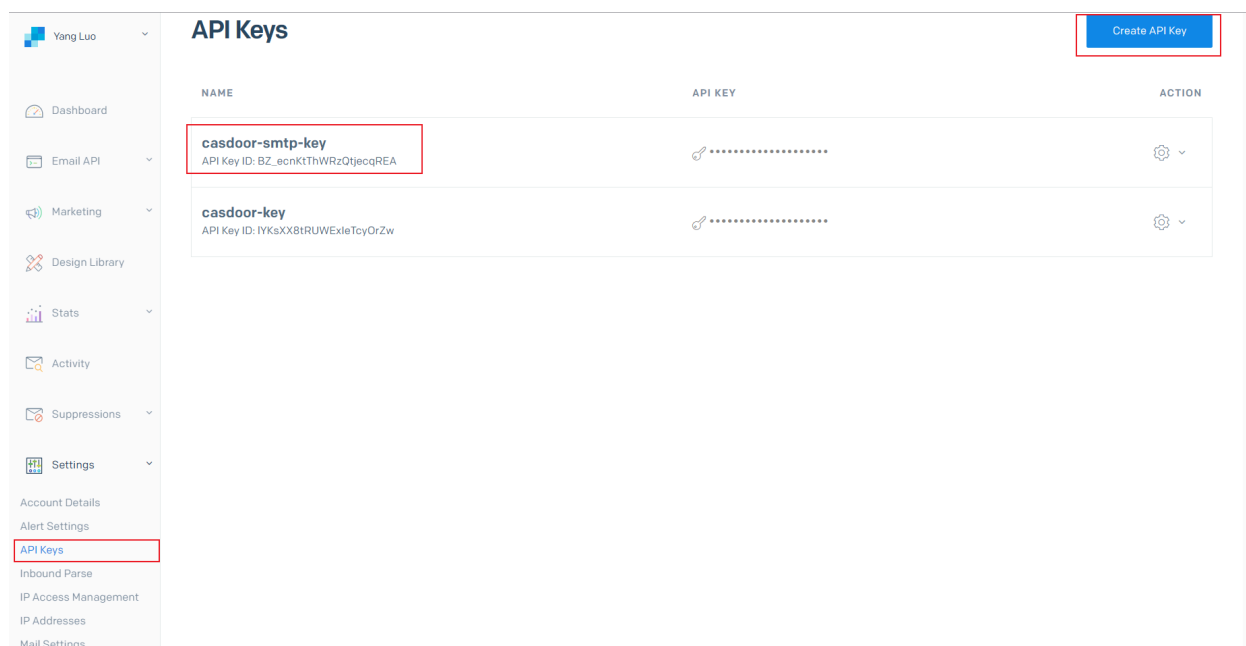 Yang Luo
API Keys
Create API Key
NAME
API KEY
ACTION
Dashboard
casdoor-smtp-key
API Key ID: BZ_ecnKtThWRzQtjecqREA
••••••••••••••••••••
Email API
Marketing
casdoor-key
API Key ID: IYKsXX8tRUWExIeTcyOrZw
••••••••••••••••••••
Design Library
Stats
Activity
Suppressions
Settings
Account Details
Alert Settings
API Keys
Inbound Parse
IP Access Management
IP Addresses
Mail Settings